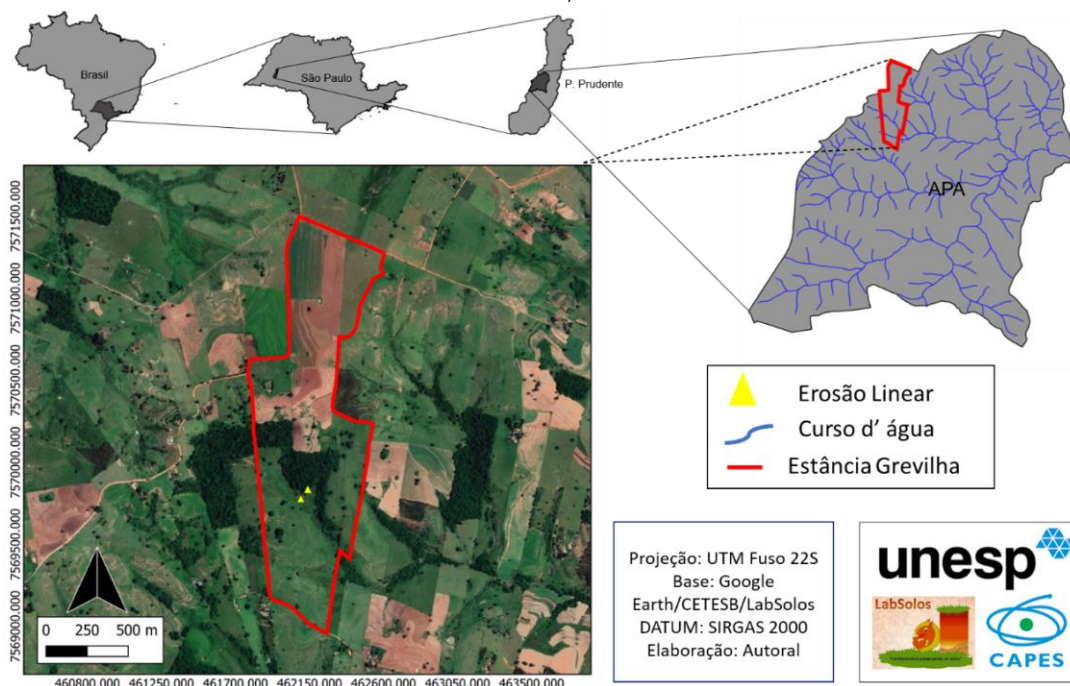 Brasil
São Paulo
P. Prudente
APA
7571500.000
7571000.000
7570500.000
7570000.000
7569500.000
7569000.000
0 250 500 m
460800.000 461250.000 461700.000 462150.000 462600.000 463050.000 463500.000
Erosão Linear
Curso d' água
Estância Grevilha
Projeção: UTM Fuso 22S
Base: Google
Earth/CETESB/LabSolos
DATUM: SIRGAS 2000
Elaboração: Autoral
unesp
LabSolos
CAPES